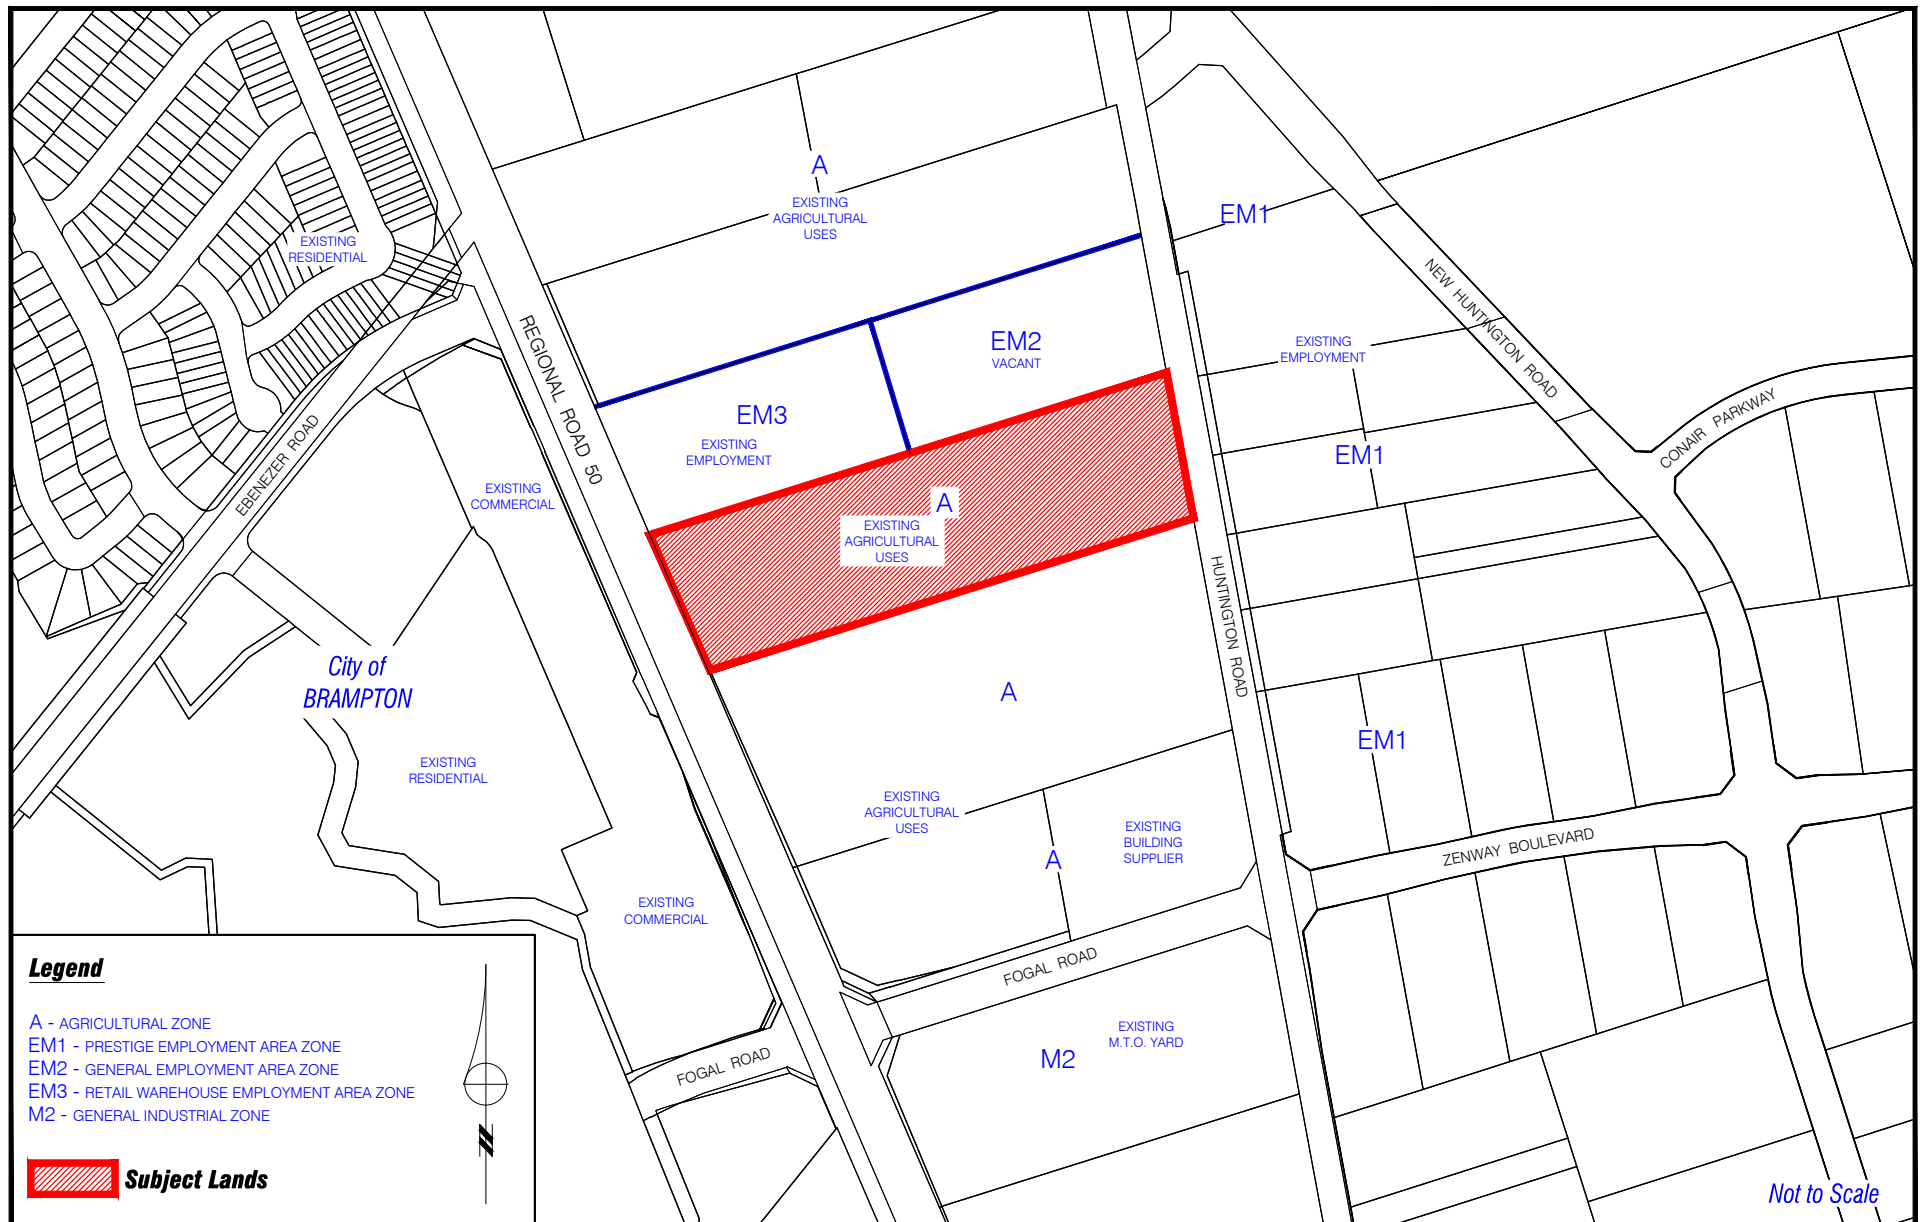 A
EXISTING
AGRICULTURAL
USES
EM1
EXISTING
RESIDENTIAL
NEW HUNTINGTON ROAD
REGIONAL ROAD 50
EM2
VACANT
EXISTING
EMPLOYMENT
CONAIR PARKWAY
EM3
EXISTING
EMPLOYMENT
EM1
EBENEZER ROAD
EXISTING
COMMERCIAL
A
EXISTING
AGRICULTURAL
USES
HUNTINGTON ROAD
City of
BRAMPTON
A
EM1
EXISTING
RESIDENTIAL
EXISTING
AGRICULTURAL
USES
EXISTING
BUILDING
SUPPLIER
A
ZENWAY BOULEVARD
EXISTING
COMMERCIAL
FOGAL ROAD
EXISTING
M.T.O. YARD
M2
FOGAL ROAD
Legend
A - AGRICULTURAL ZONE
EM1 - PRESTIGE EMPLOYMENT AREA ZONE
EM2 - GENERAL EMPLOYMENT AREA ZONE
EM3 - RETAIL WAREHOUSE EMPLOYMENT AREA ZONE
M2 - GENERAL INDUSTRIAL ZONE
N
Subject Lands
Not to Scale